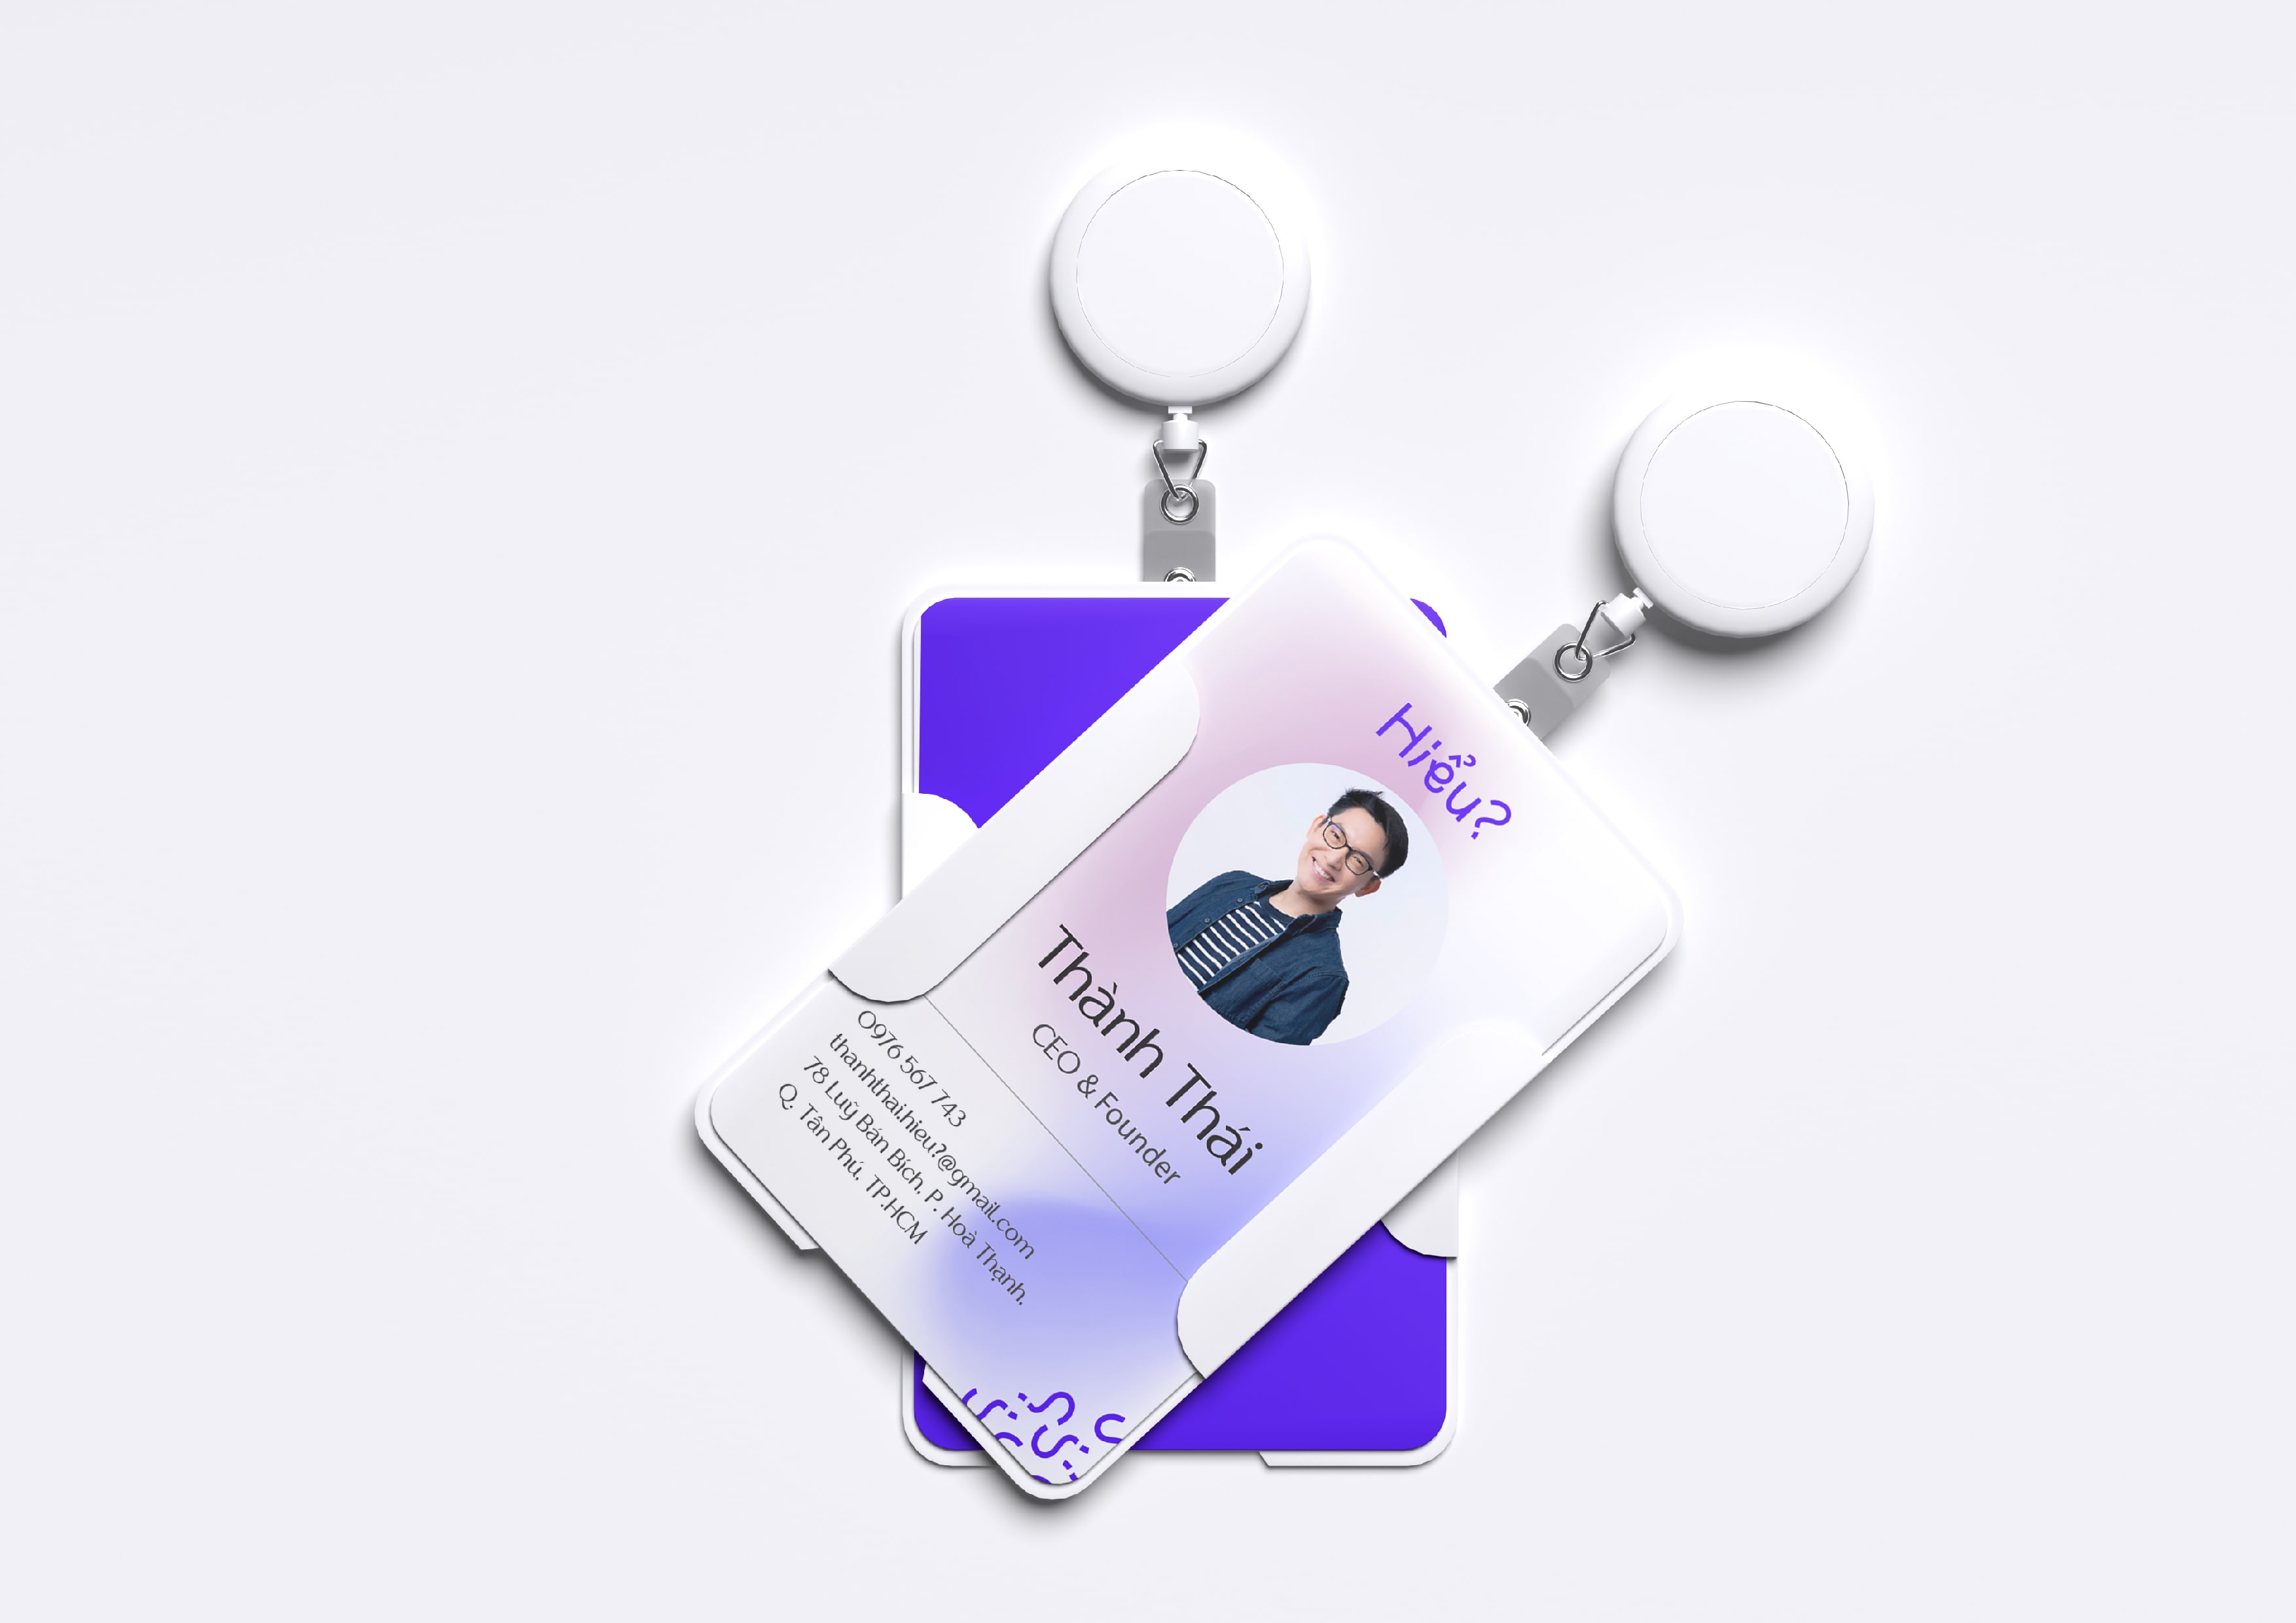 Hiểu?
Thành Thái
CEO & Founder
0976 567 743
thanhthai.hieu?@gmail.com
78 Luỹ Bán Bích, P. Hoà Thạnh,
Q. Tân Phú, TP.HCM